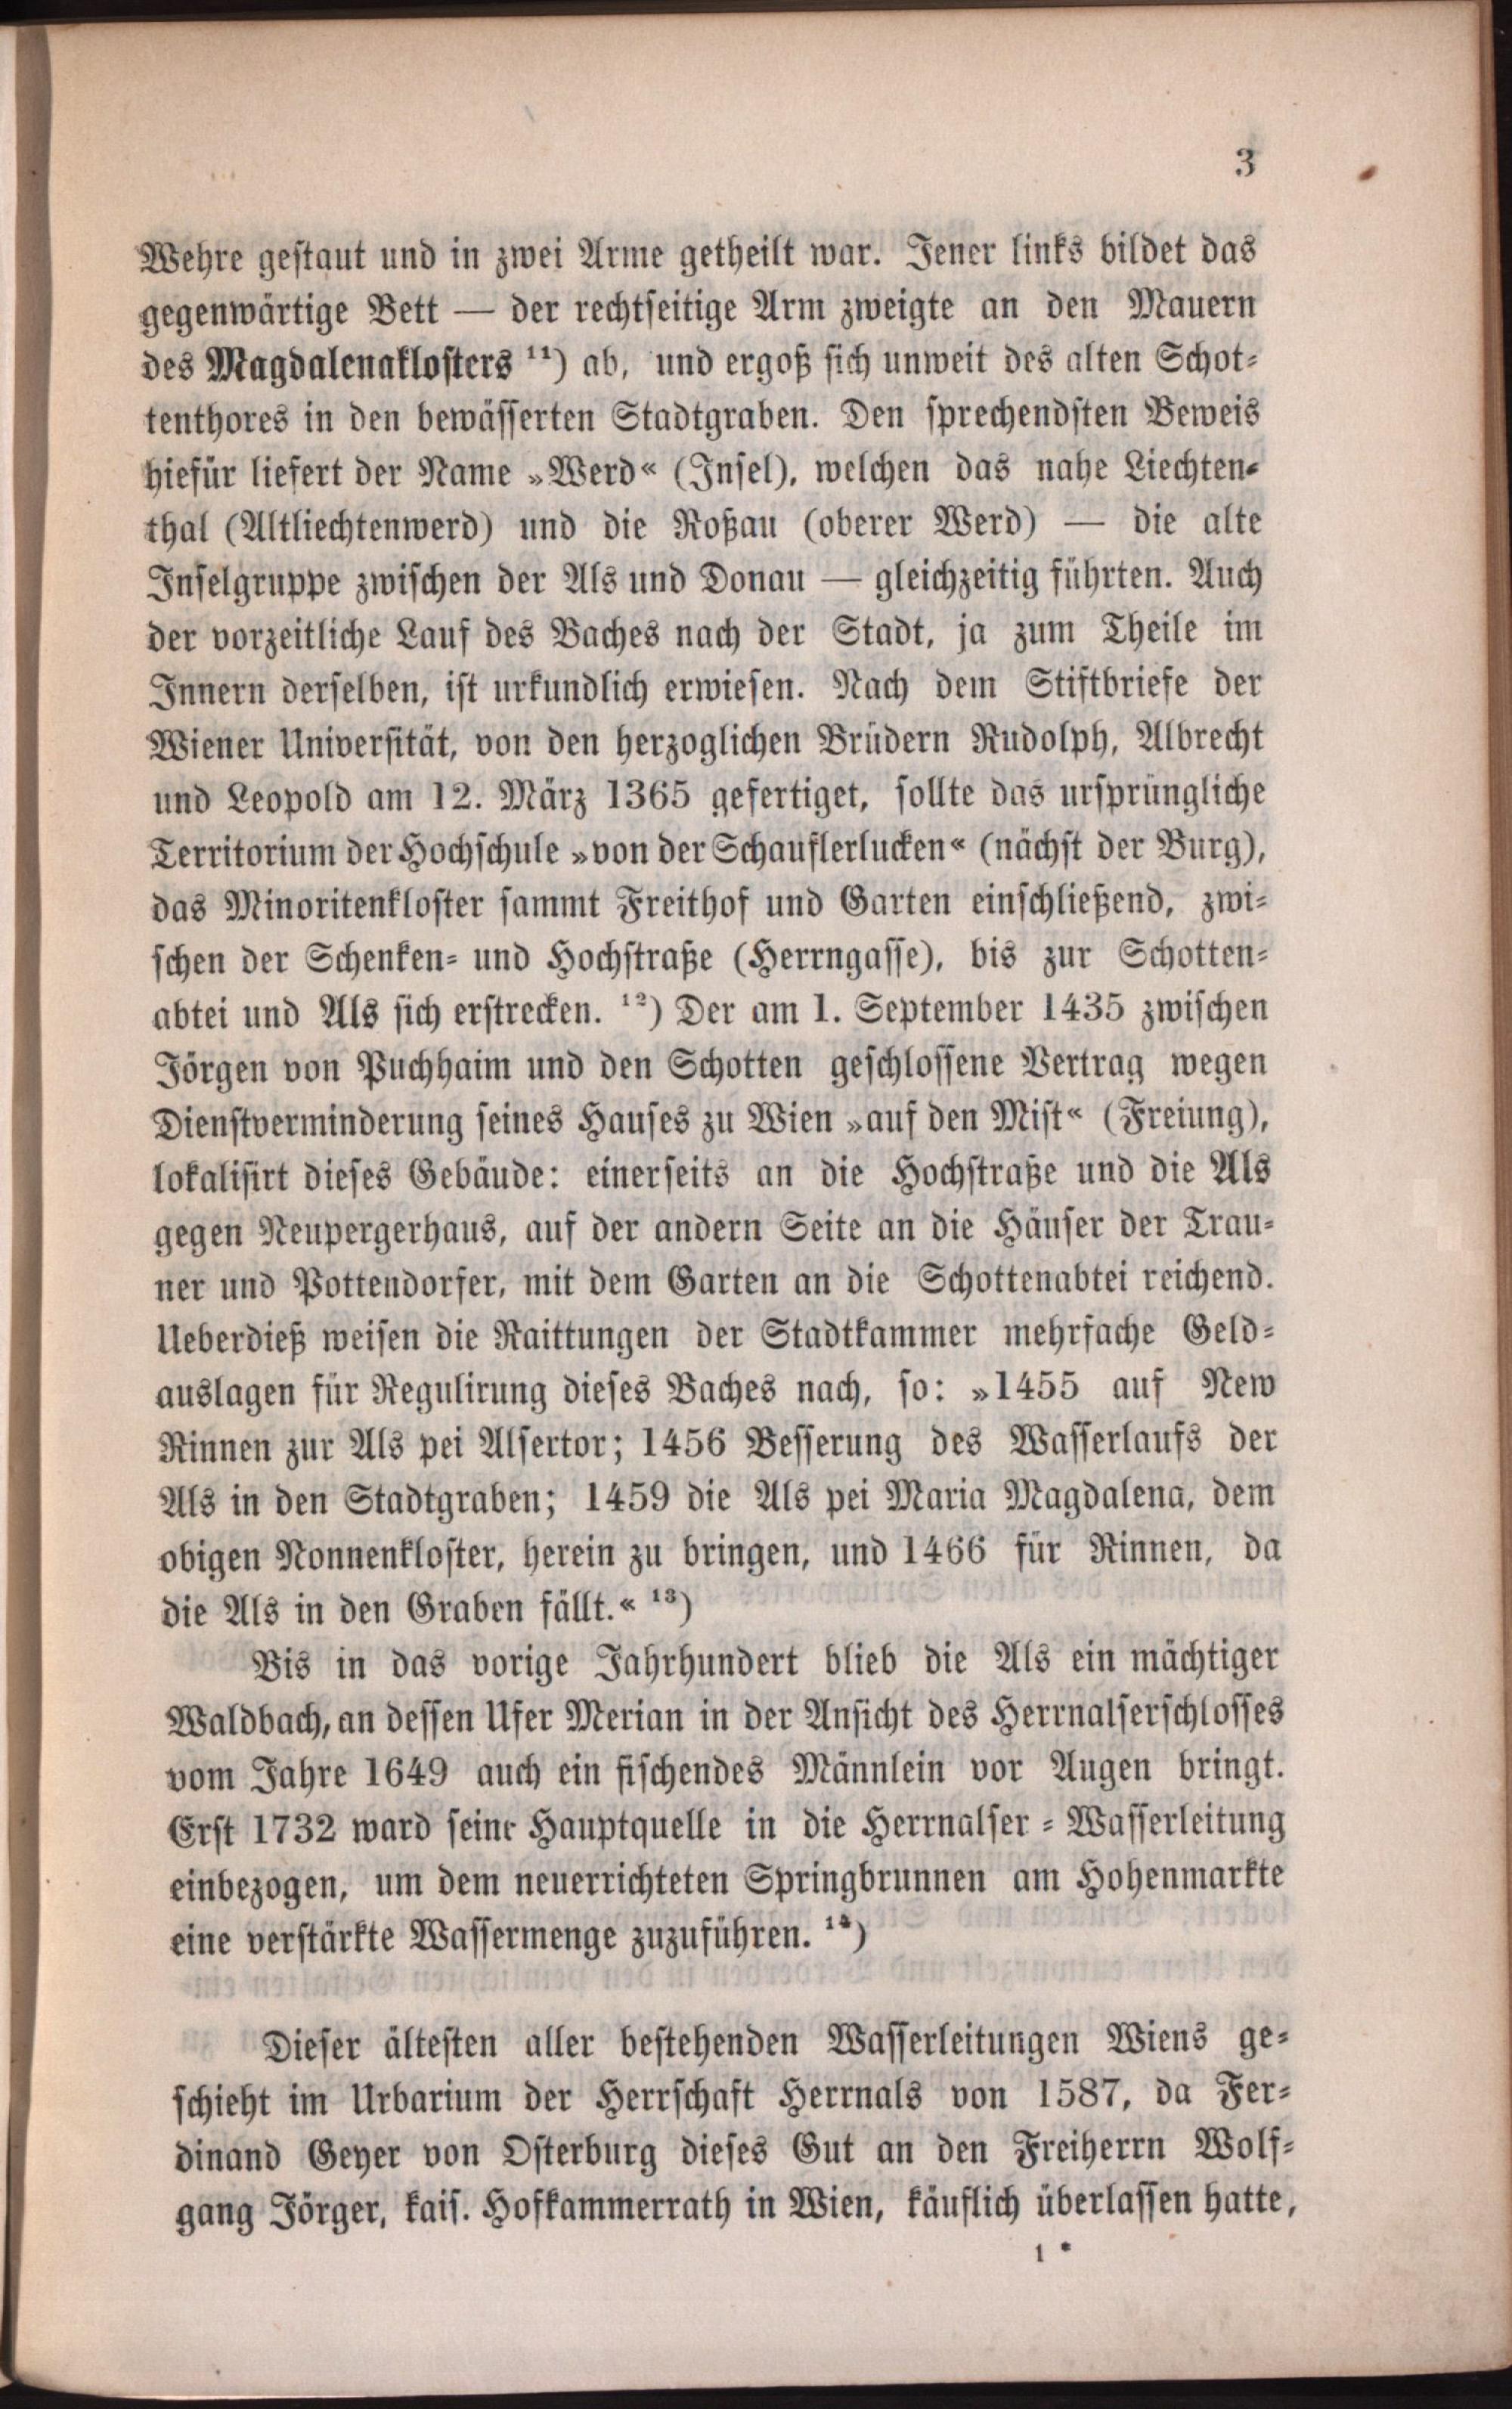 3
Wehre gestaut und in zwei Arme getheilt war. Jener links bildet das
gegenwärtige Bett — der rechtseitige Arm zweigte an den Mauern
des Magdalenaklosters ¹¹) ab, und ergoß sich unweit des alten Schot-
tenthores in den bewässerten Stadtgraben. Den sprechendsten Beweis
hiefür liefert der Name »Werd« (Insel), welchen das nahe Liechten-
thal (Altliechtenwerd) und die Roßau (oberer Werd) — die alte
Inselgruppe zwischen der Als und Donau — gleichzeitig führten. Auch
der vorzeitliche Lauf des Baches nach der Stadt, ja zum Theile im
Innern derselben, ist urkundlich erwiesen. Nach dem Stiftbriefe der
Wiener Universität, von den herzoglichen Brüdern Rudolph, Albrecht
und Leopold am 12. März 1365 gefertiget, sollte das ursprüngliche
Territorium der Hochschule »von der Schauflerlucken« (nächst der Burg),
das Minoritenkloster sammt Freithof und Garten einschließend, zwi-
schen der Schenken- und Hochstraße (Herrngasse), bis zur Schotten-
abtei und Als sich erstrecken. ¹²) Der am 1. September 1435 zwischen
Jörgen von Puchhaim und den Schotten geschlossene Vertrag wegen
Dienstverminderung seines Hauses zu Wien »auf den Mist« (Freiung),
lokalisirt dieses Gebäude: einerseits an die Hochstraße und die Als
gegen Neupergerhaus, auf der andern Seite an die Häuser der Trau-
ner und Pottendorfer, mit dem Garten an die Schottenabtei reichend.
Ueberdieß weisen die Raittungen der Stadtkammer mehrfache Geld-
auslagen für Regulirung dieses Baches nach, so: »1455 auf New
Rinnen zur Als pei Alsertor; 1456 Besserung des Wasserlaufs der
Als in den Stadtgraben; 1459 die Als pei Maria Magdalena, dem
obigen Nonnenkloster, herein zu bringen, und 1466 für Rinnen, da
die Als in den Graben fällt.« ¹³)
Bis in das vorige Jahrhundert blieb die Als ein mächtiger
Waldbach, an dessen Ufer Merian in der Ansicht des Herrnalserschlosses
vom Jahre 1649 auch ein fischendes Männlein vor Augen bringt.
Erst 1732 ward seine Hauptquelle in die Herrnalser-Wasserleitung
einbezogen, um dem neuerrichteten Springbrunnen am Hohenmarkte
eine verstärkte Wassermenge zuzuführen. ¹⁴)
Dieser ältesten aller bestehenden Wasserleitungen Wiens ge-
schieht im Urbarium der Herrschaft Herrnals von 1587, da Fer-
dinand Geyer von Osterburg dieses Gut an den Freiherrn Wolf-
gang Jörger, kais. Hofkammerrath in Wien, käuflich überlassen hatte,
1 *